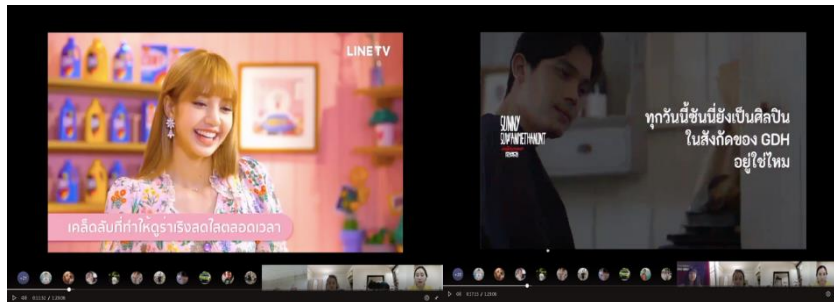 LINE TV
เคล็ดลับที่ทำให้ดูร่าเริงสดใสตลอดเวลา
SUNNY
SUWANMETHANONT
ทุกวันนี้ซันนี่ยังเป็นศิลปิน
ในสังกัดของ GDH
อยู่ใช่ไหม